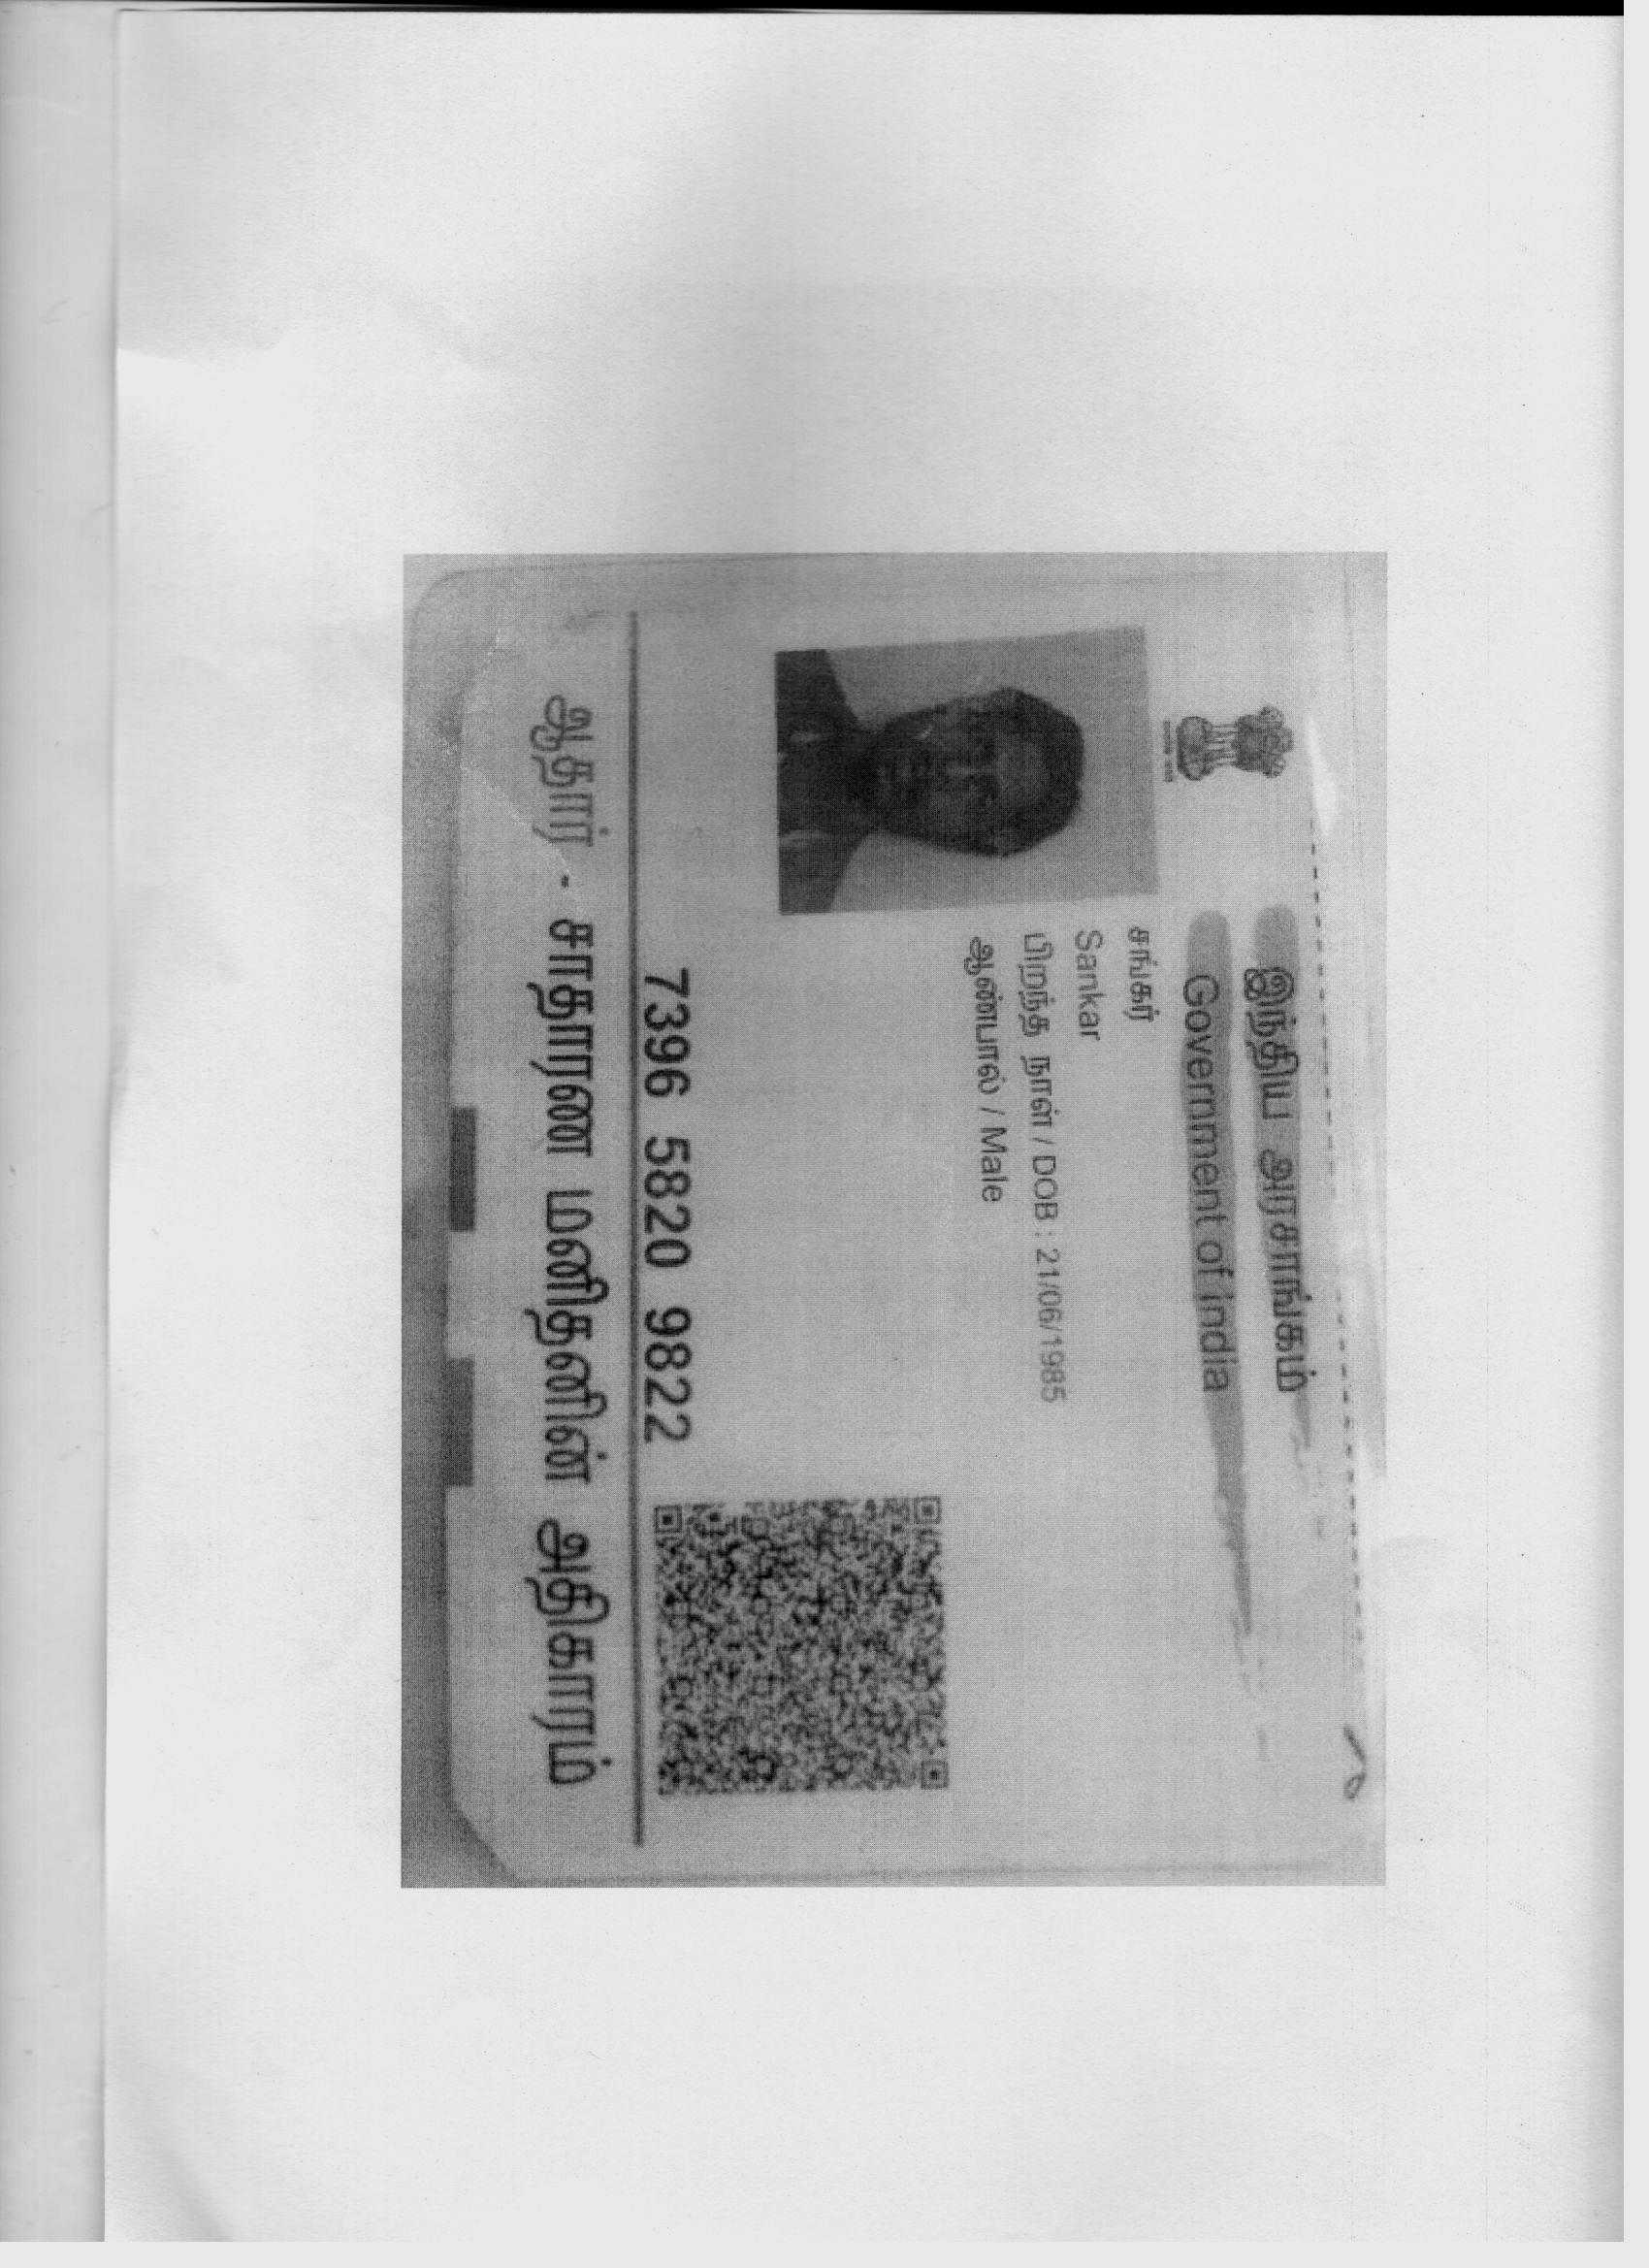 இந்திய அரசாங்கம்
Government of India
சங்கர்
Sankar
பிறந்த நாள் / DOB : 21/06/1985
ஆண்பால் / Male
7396 5820 9822
ஆதார் - சாதாரண மனிதனின் அதிகாரம்